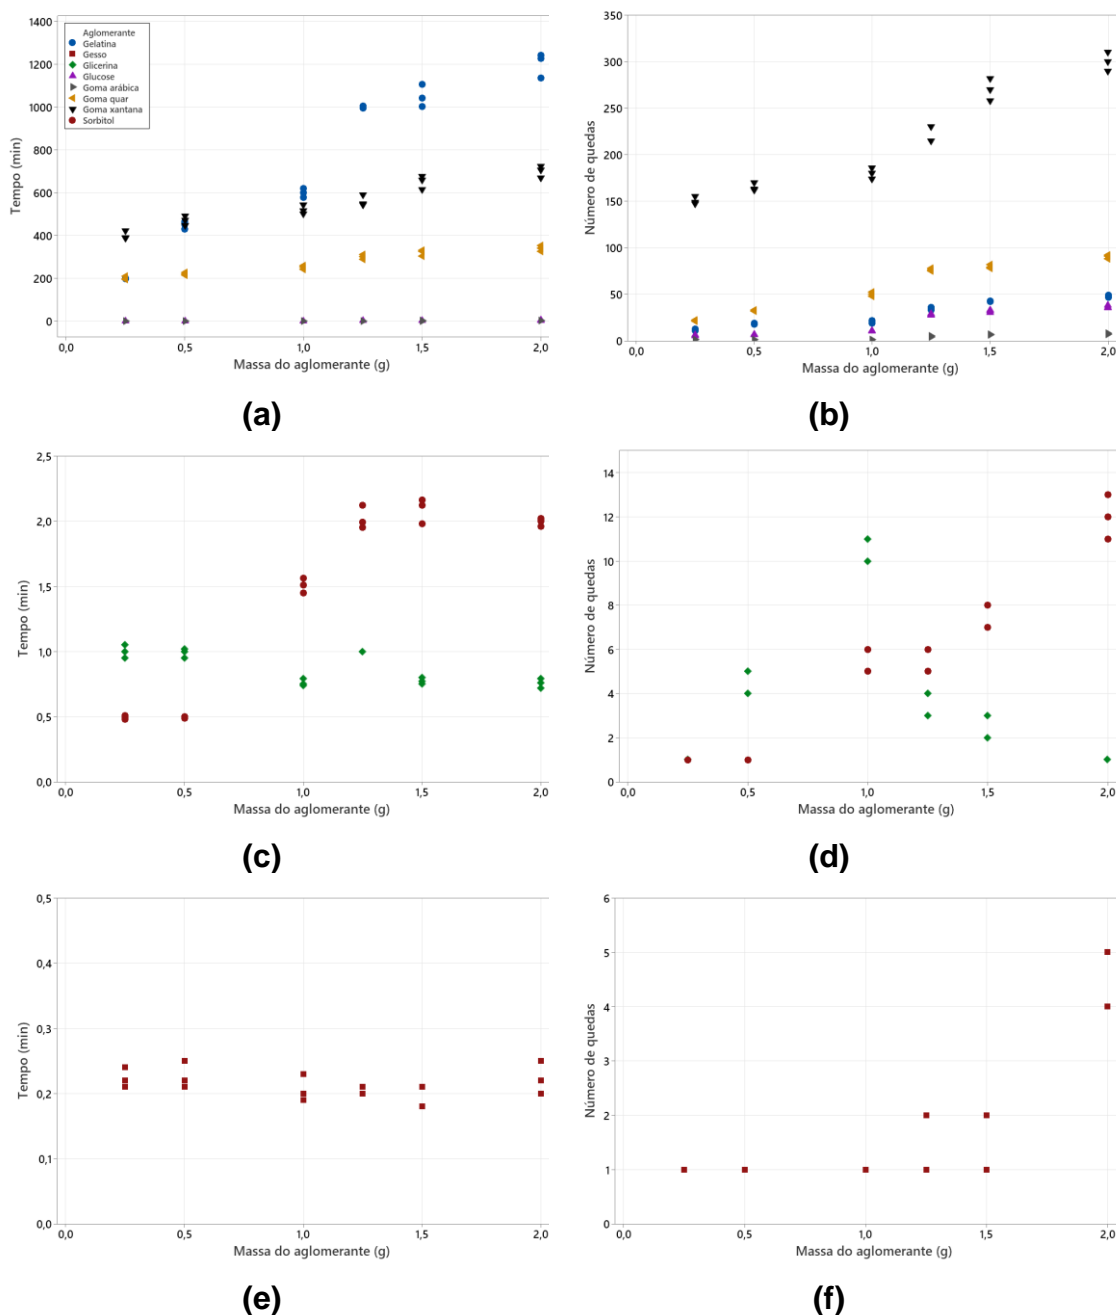 1400
1200
1000
800
600
400
200
0
Tempo (min)
Aglomerante
Gelatina
Gesso
Glicerina
Glucose
Goma arábica
Goma quar
Goma xantana
Sorbitol
0,0 0,5 1,0 1,5 2,0
Massa do aglomerante (g)
(a)
350
300
250
200
150
100
50
0
Número de quedas
0,0 0,5 1,0 1,5 2,0
Massa do aglomerante (g)
(b)
2,5
2,0
1,5
1,0
0,5
0,0
Tempo (min)
0,0 0,5 1,0 1,5 2,0
Massa do aglomerante (g)
(c)
14
12
10
8
6
4
2
0
Número de quedas
0,0 0,5 1,0 1,5 2,0
Massa do aglomerante (g)
(d)
0,5
0,4
0,3
0,2
0,1
0,0
Tempo (min)
0,0 0,5 1,0 1,5 2,0
Massa do aglomerante (g)
(e)
6
5
4
3
2
1
0
Número de quedas
0,0 0,5 1,0 1,5 2,0
Massa do aglomerante (g)
(f)